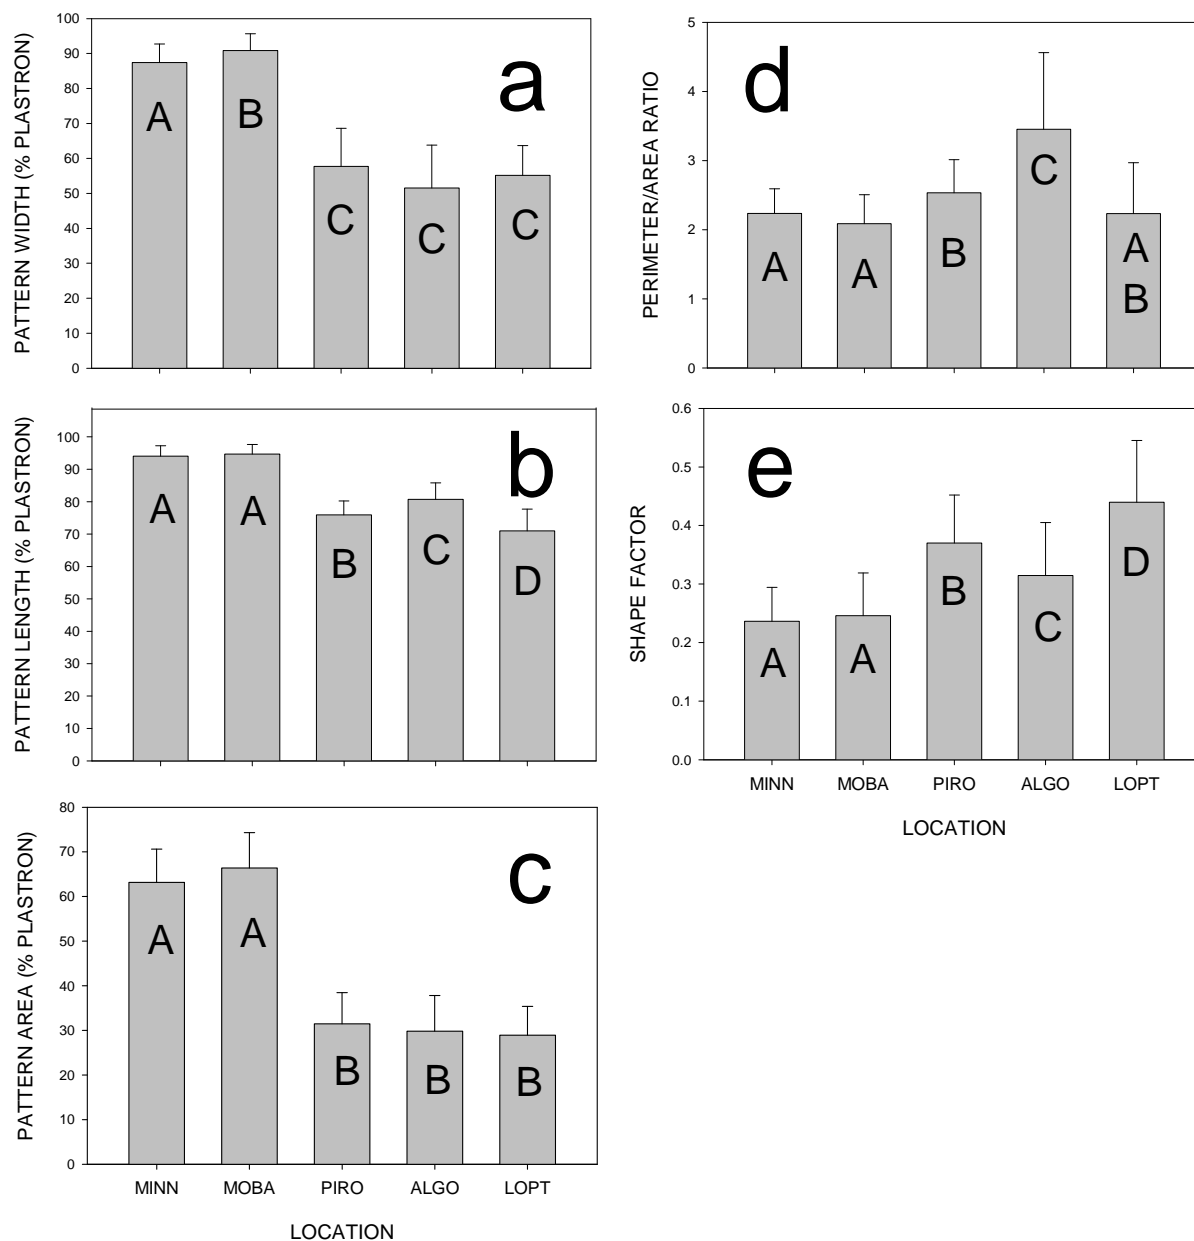 a
PATTERN WIDTH (% PLASTRON)
100
90
80
70
60
50
40
30
20
10
0
A
B
C
C
C
b
PATTERN LENGTH (% PLASTRON)
100
90
80
70
60
50
40
30
20
10
0
A
A
B
C
D
c
PATTERN AREA (% PLASTRON)
80
70
60
50
40
30
20
10
0
A
A
B
B
B
MINN MOBA PIRO ALGO LOPT
LOCATION
d
PERIMETER/AREA RATIO
5
4
3
2
1
0
A
A
B
C
A
B
e
SHAPE FACTOR
0.6
0.5
0.4
0.3
0.2
0.1
0.0
A
A
B
C
D
MINN MOBA PIRO ALGO LOPT
LOCATION